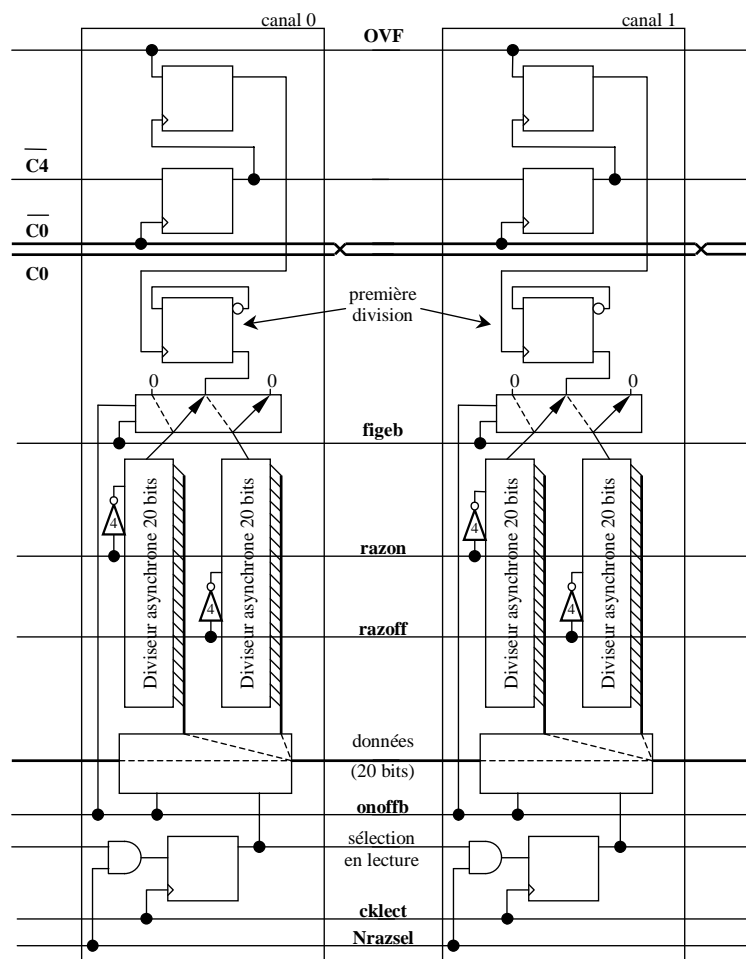 canal 0
canal 1
OVF
C4
C0
C0
première
division
0
0
0
0
figeb
Diviseur asynchrone 20 bits
Diviseur asynchrone 20 bits
Diviseur asynchrone 20 bits
Diviseur asynchrone 20 bits
4
4
razon
4
4
razoff
données
(20 bits)
onoffb
sélection
en lecture
cklect
Nrazsel